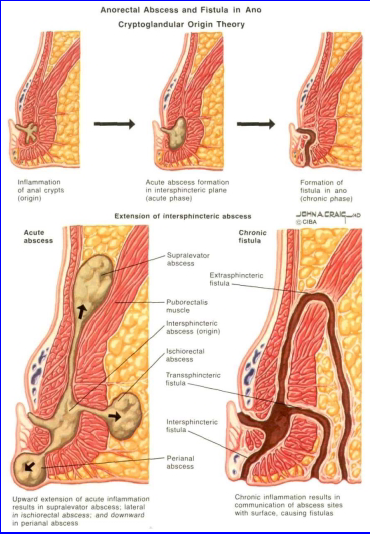 Anorectal Abscess and Fistula in Ano
Cryptoglandular Origin Theory
Inflammation
of anal crypts
(origin)
Acute abscess formation
in intersphincteric plane
(acute phase)
Formation of
fistula in ano
(chronic phase)
JOHN A. CRAIG_MD
© CIBA
Extension of intersphincteric abscess
Acute
abscess
Chronic
fistula
Supralevator
abscess
Extrasphincteric
fistula
Puborectalis
muscle
Intersphincteric
abscess (origin)
Ischiorectal
abscess
Transsphincteric
fistula
Intersphincteric
fistula
Perianal
abscess
Upward extension of acute inflammation
results in supralevator abscess; lateral
in ischiorectal abscess; and downward
in perianal abscess
Chronic inflammation results in
communication of abscess sites
with surface, causing fistulas